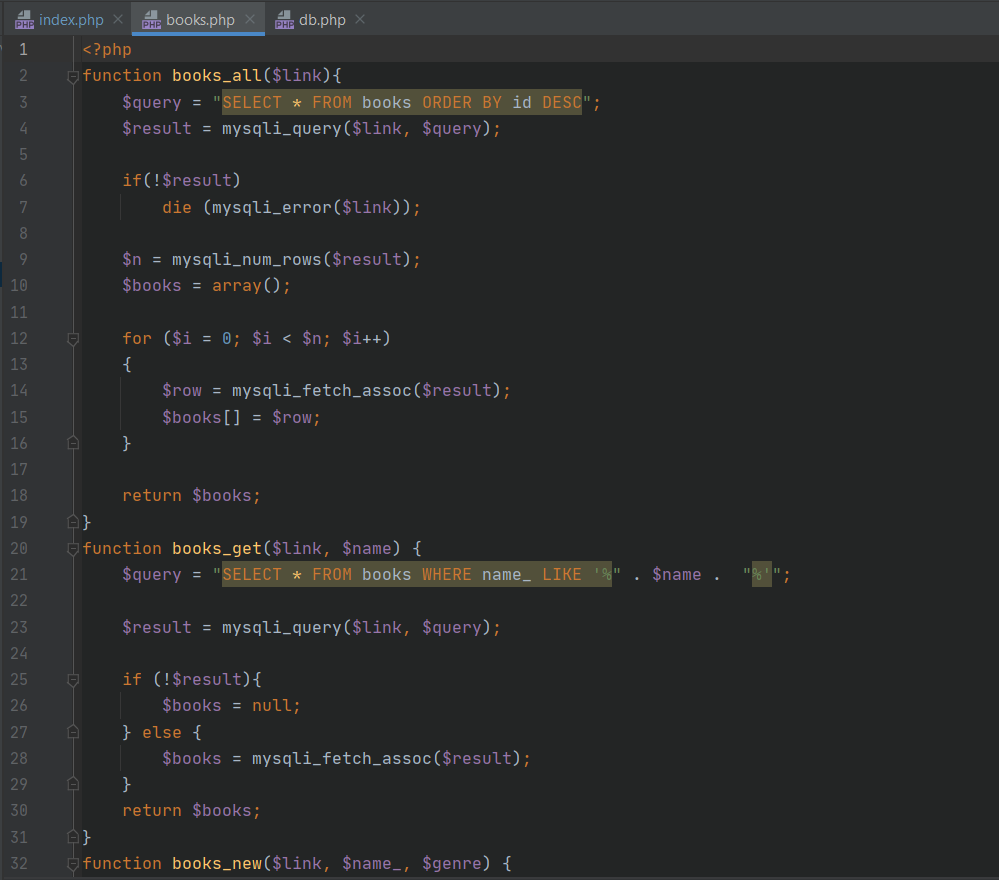 index.php books.php db.php
1 <?php
2 function books_all($link){
3 $query = "SELECT * FROM books ORDER BY id DESC";
4 $result = mysqli_query($link, $query);
5
6 if(!$result)
7 die (mysqli_error($link));
8
9 $n = mysqli_num_rows($result);
10 $books = array();
11
12 for ($i = 0; $i < $n; $i++)
13 {
14 $row = mysqli_fetch_assoc($result);
15 $books[] = $row;
16 }
17
18 return $books;
19 }
20 function books_get($link, $name) {
21 $query = "SELECT * FROM books WHERE name_ LIKE '%" . $name . "%'";
22
23 $result = mysqli_query($link, $query);
24
25 if (!$result){
26 $books = null;
27 } else {
28 $books = mysqli_fetch_assoc($result);
29 }
30 return $books;
31 }
32 function books_new($link, $name_, $genre) {